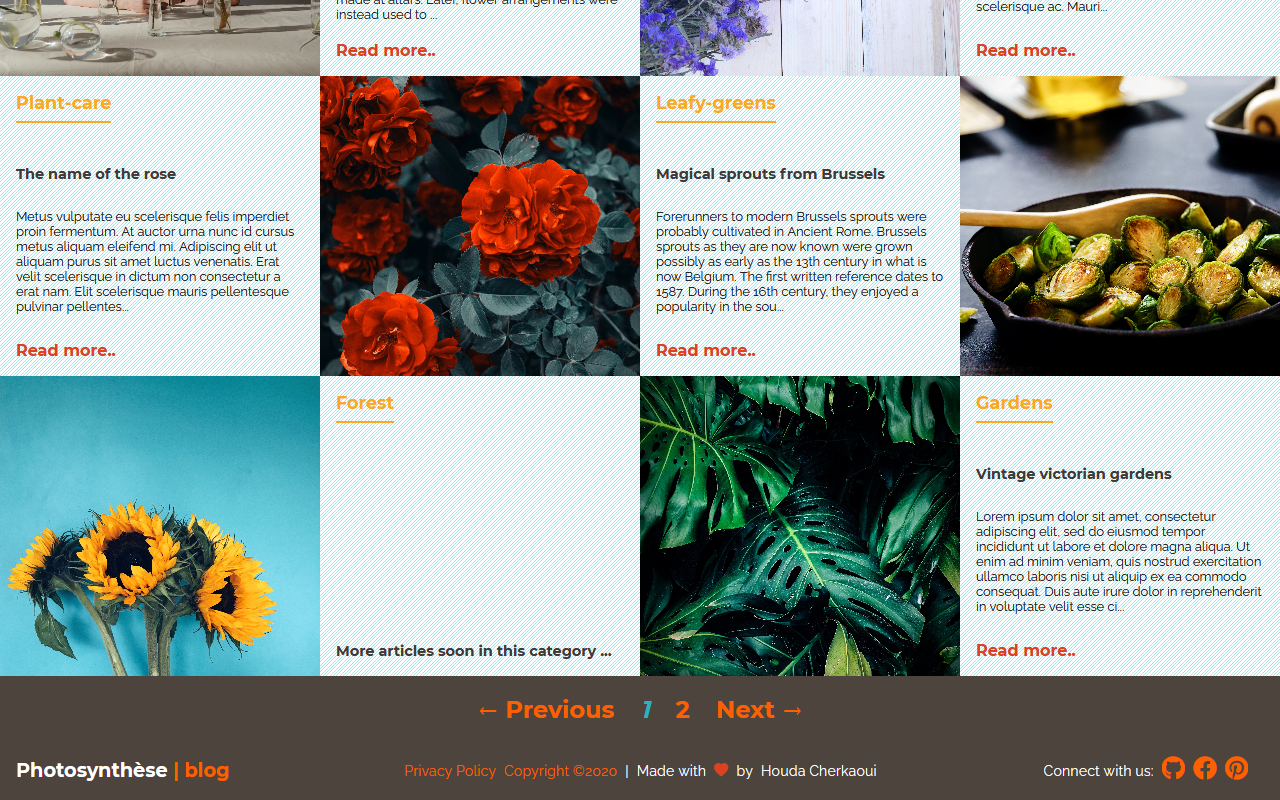 made at altars. Later, flower arrangements were
instead used to ...
Read more..
scelerisque ac. Mauri...
Read more..
Plant-care
The name of the rose
Metus vulputate eu scelerisque felis imperdiet
proin fermentum. At auctor urna nunc id cursus
metus aliquam eleifend mi. Adipiscing elit ut
aliquam purus sit amet luctus venenatis. Erat
velit scelerisque in dictum non consectetur a
erat nam. Elit scelerisque mauris pellentesque
pulvinar pellentes...
Read more..
Leafy-greens
Magical sprouts from Brussels
Forerunners to modern Brussels sprouts were
probably cultivated in Ancient Rome. Brussels
sprouts as they are now known were grown
possibly as early as the 13th century in what is
now Belgium. The first written reference dates to
1587. During the 16th century, they enjoyed a
popularity in the sou...
Read more..
Forest
More articles soon in this category ...
Gardens
Vintage victorian gardens
Lorem ipsum dolor sit amet, consectetur
adipiscing elit, sed do eiusmod tempor
incididunt ut labore et dolore magna aliqua. Ut
enim ad minim veniam, quis nostrud exercitation
ullamco laboris nisi ut aliquip ex ea commodo
consequat. Duis aute irure dolor in reprehenderit
in voluptate velit esse ci...
Read more..
← Previous 1 2 Next →
Photosynthèse | blog
Privacy Policy Copyright ©2020 | Made with ♥ by Houda Cherkaoui
Connect with us: